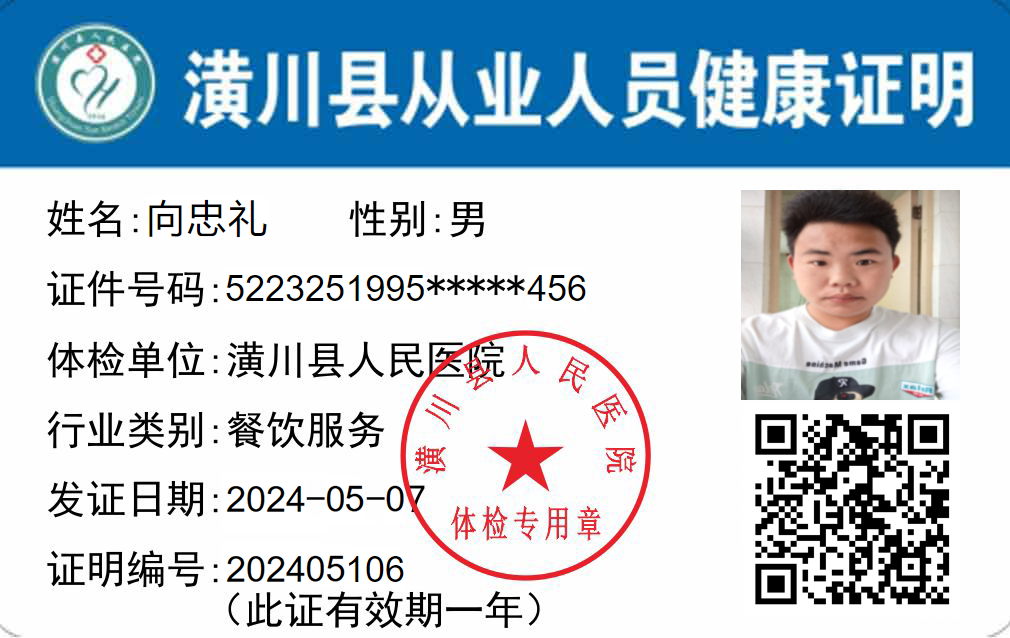 潢川县从业人员健康证明
姓名:向忠礼 性别:男
证件号码:5223251995*****456
体检单位:潢川县人民医院
行业类别:餐饮服务
发证日期:2024-05-07
证明编号:202405106
(此证有效期一年)
潢川县人民医院
体检专用章